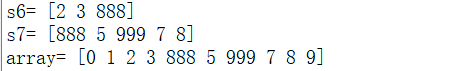 s6= [2 3 888]
s7= [888 5 999 7 8]
array= [0 1 2 3 888 5 999 7 8 9]